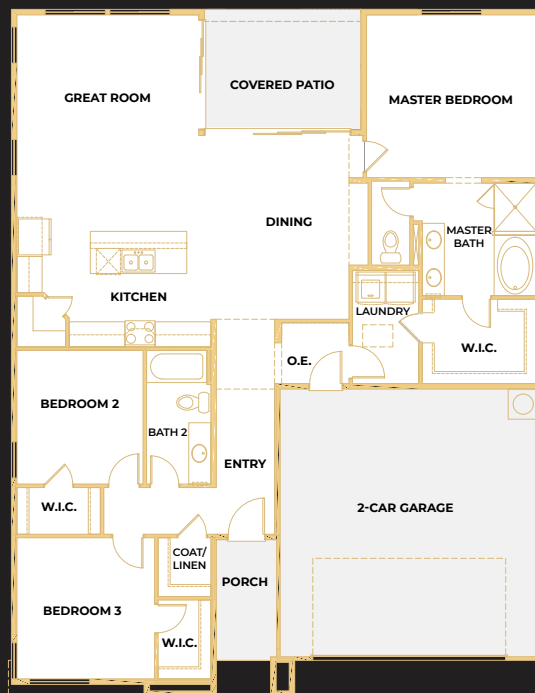 GREAT ROOM
COVERED PATIO
MASTER BEDROOM
DINING
MASTER
BATH
KITCHEN
LAUNDRY
O.E.
W.I.C.
BEDROOM 2
BATH 2
ENTRY
W.I.C.
2-CAR GARAGE
COAT/
LINEN
PORCH
BEDROOM 3
W.I.C.